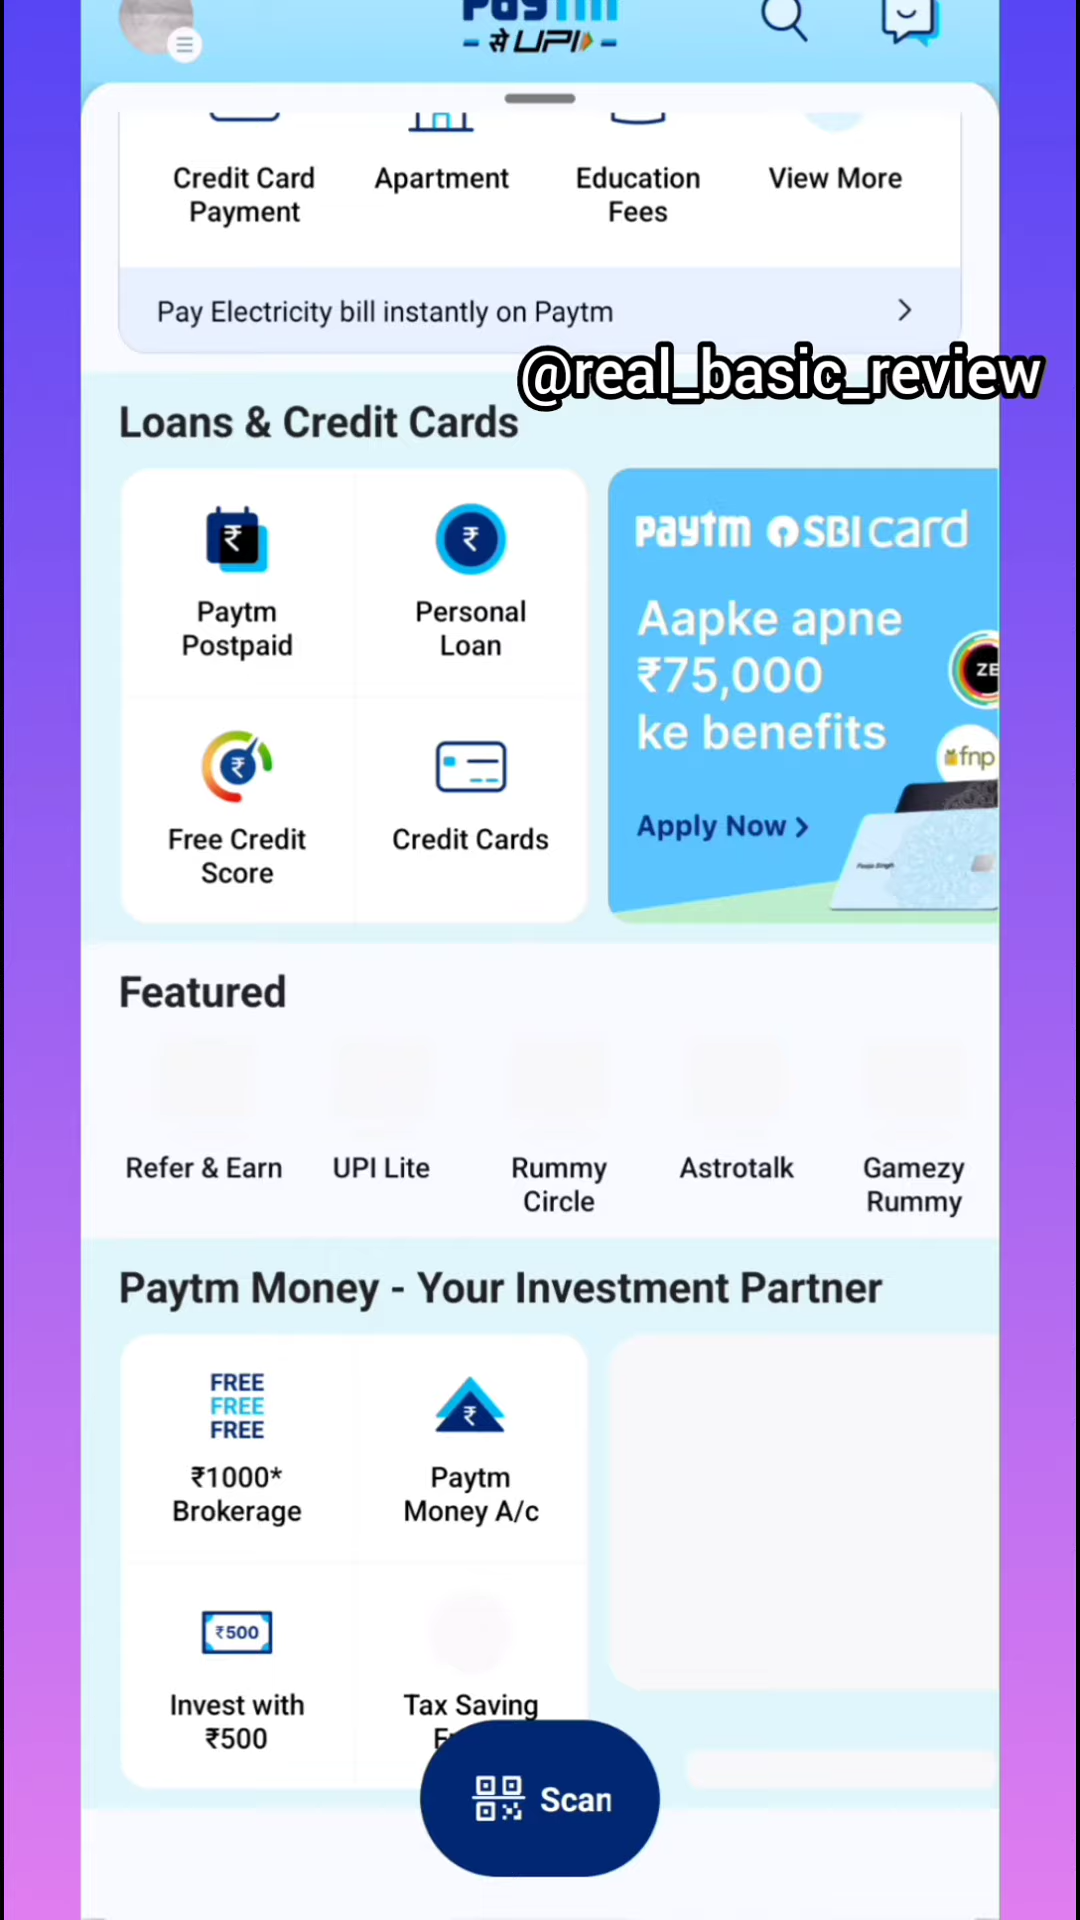 Paytm
से UPI
Credit Card
Payment
Apartment
Education
Fees
View More
Pay Electricity bill instantly on Paytm
@real_basic_review
Loans & Credit Cards
Paytm
Postpaid
Personal
Loan
Free Credit
Score
Credit Cards
paytm SBI card
Aapke apne
₹75,000
ke benefits
Apply Now
ZE
fnp
Featured
Refer & Earn
UPI Lite
Rummy
Circle
Astrotalk
Gamezy
Rummy
Paytm Money - Your Investment Partner
FREE
FREE
FREE
₹1000*
Brokerage
Paytm
Money A/c
₹500
Invest with
₹500
Tax Saving
Scan